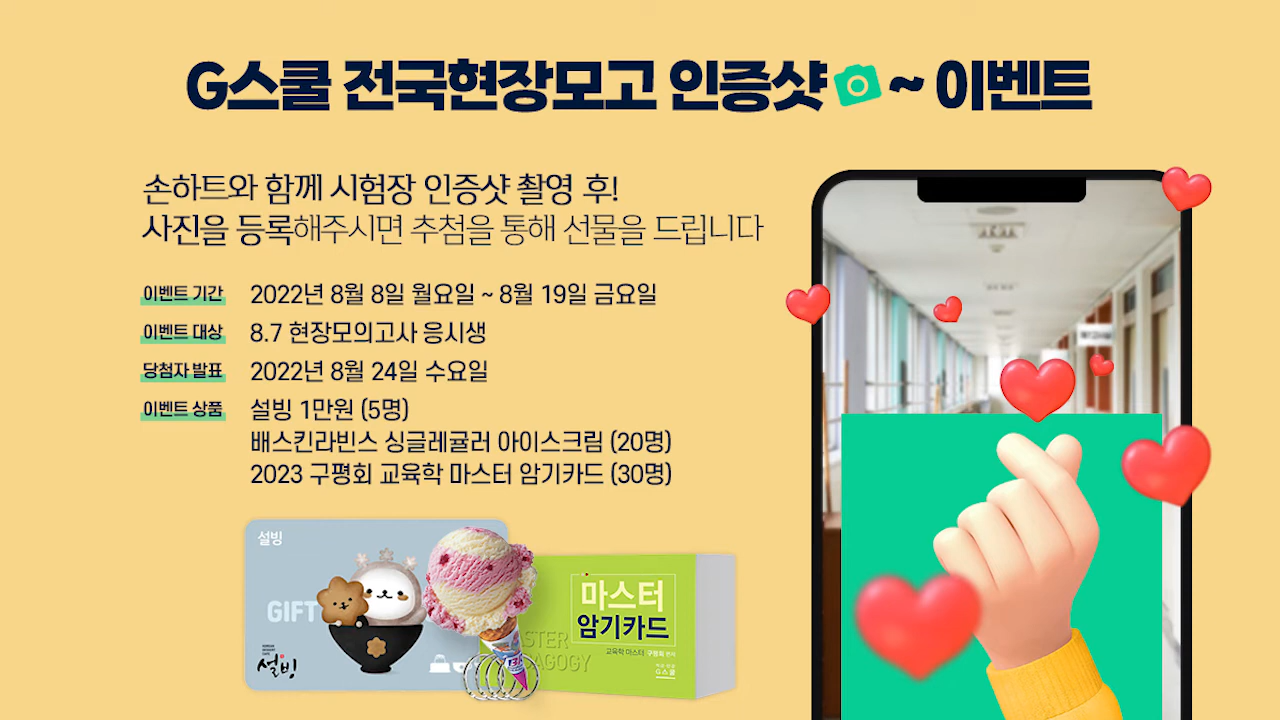 G스쿨 전국현장모고 인증샷 ~ 이벤트
손하트와 함께 시험장 인증샷 촬영 후!
사진을 등록해주시면 추첨을 통해 선물을 드립니다
이벤트 기간 2022년 8월 8일 월요일 ~ 8월 19일 금요일
이벤트 대상 8.7 현장모의고사 응시생
당첨자 발표 2022년 8월 24일 수요일
이벤트 상품 설빙 1만원 (5명)
배스킨라빈스 싱글레귤러 아이스크림 (20명)
2023 구평회 교육학 마스터 암기카드 (30명)
설빙
GIFT
설빙
마스터
암기카드
교육학 마스터 구평회 편저
G스쿨